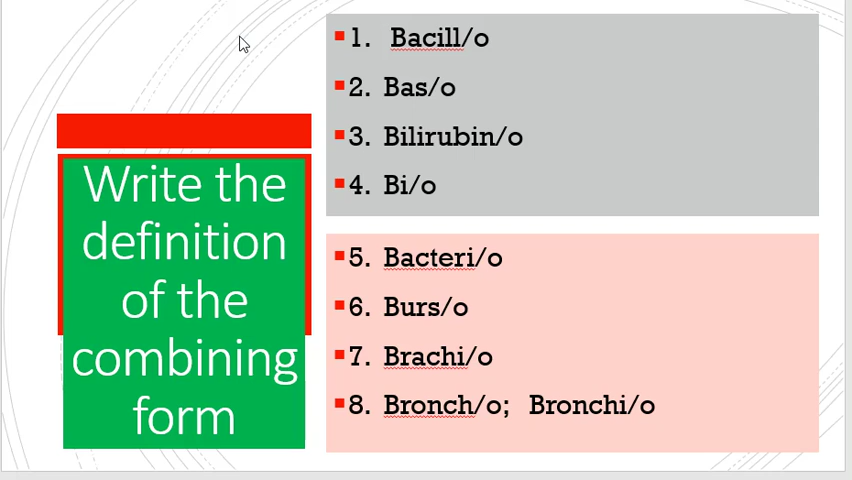 Write the
definition
of the
combining
form
1. Bacill/o
2. Bas/o
3. Bilirubin/o
4. Bi/o
5. Bacteri/o
6. Burs/o
7. Brachi/o
8. Bronch/o; Bronchi/o